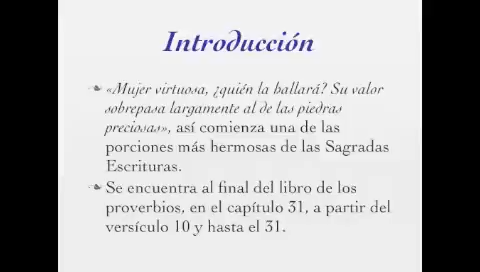 Introducción
«Mujer virtuosa, ¿quién la hallará? Su valor
sobrepasa largamente al de las piedras
preciosas», así comienza una de las
porciones más hermosas de las Sagradas
Escrituras.
Se encuentra al final del libro de los
proverbios, en el capítulo 31, a partir del
versículo 10 y hasta el 31.